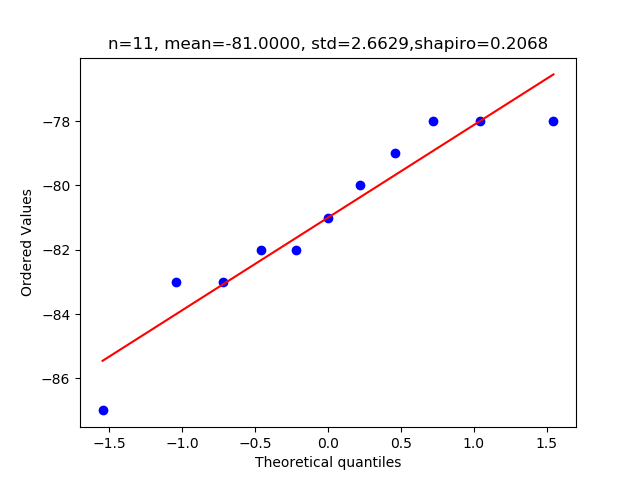 n=11, mean=-81.0000, std=2.6629,shapiro=0.2068
Ordered Values
−78
−80
−82
−84
−86
−1.5 −1.0 −0.5 0.0 0.5 1.0 1.5
Theoretical quantiles